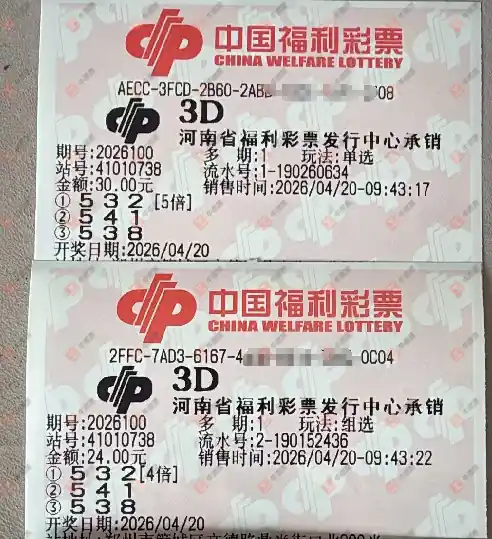 中国福利彩票
CHINA WELFARE LOTTERY
AECC-3FCD-2B60-2AB 08
3D
河南省福利彩票发行中心承销
期号:2026100 多 期:1 玩法:单选
站号:41010738 流水号:1-190260634
金额:30.00元 销售时间:2026/04/20-09:43:17
① 5 3 2 [5倍]
② 5 4 1
③ 5 3 8
开奖日期:2026/04/20
中国福利彩票
CHINA WELFARE LOTTERY
2FFC-7AD3-6167-4 0C04
3D
河南省福利彩票发行中心承销
期号:2026100 多 期:1 玩法:组选
站号:41010738 流水号:2-190152436
金额:24.00元 销售时间:2026/04/20-09:43:22
① 5 3 2 [4倍]
② 5 4 1
③ 5 3 8
开奖日期:2026/04/20